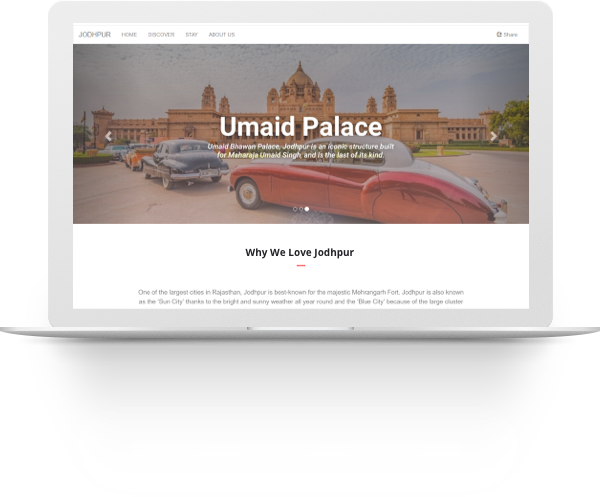 JODHPUR HOME DISCOVER STAY ABOUT US Share
Umaid Palace
Umaid Bhawan Palace, Jodhpur is an iconic structure built
for Maharaja Umaid Singh, and is the last of its kind.
Why We Love Jodhpur
One of the largest cities in Rajasthan, Jodhpur is best-known for the majestic Mehrangarh Fort. Jodhpur is also known
as the 'Sun City' thanks to the bright and sunny weather all year round and the 'Blue City' because of the large cluster